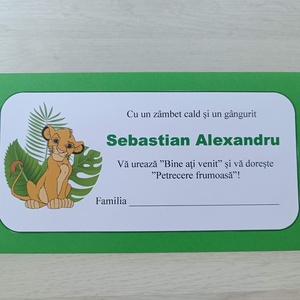 Cu un zâmbet cald și un gângurit
Sebastian Alexandru
Vă urează ”Bine ați venit” și vă dorește
”Petrecere frumoasă”!
Familia ______________________